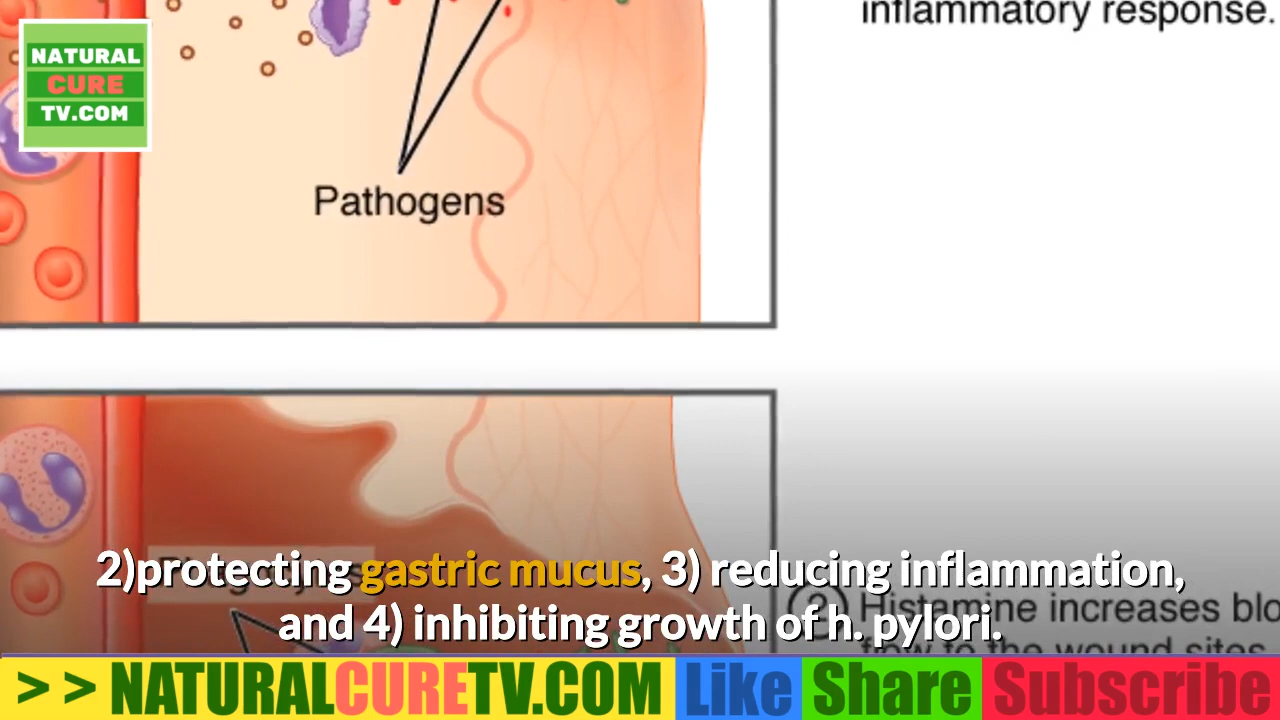 inflammatory response.
NATURAL
CURE
TV.COM
Pathogens
2)protecting gastric mucus, 3) reducing inflammation,
and 4) inhibiting growth of h. pylori.
2 Histamine increases blo
flow to the wound sites
> > NATURALCURETV.COM Like Share Subscribe